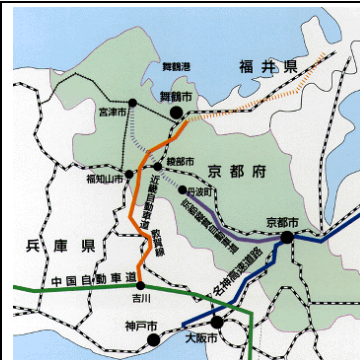 舞鶴港
福井県
舞鶴市
宮津市
綾部市
京都府
福知山市
丹波町
近畿自動車道
敦賀線
京都縦貫自動車道
京都市
兵庫県
名神高速道路
中国自動車道
吉川
神戸市
大阪市